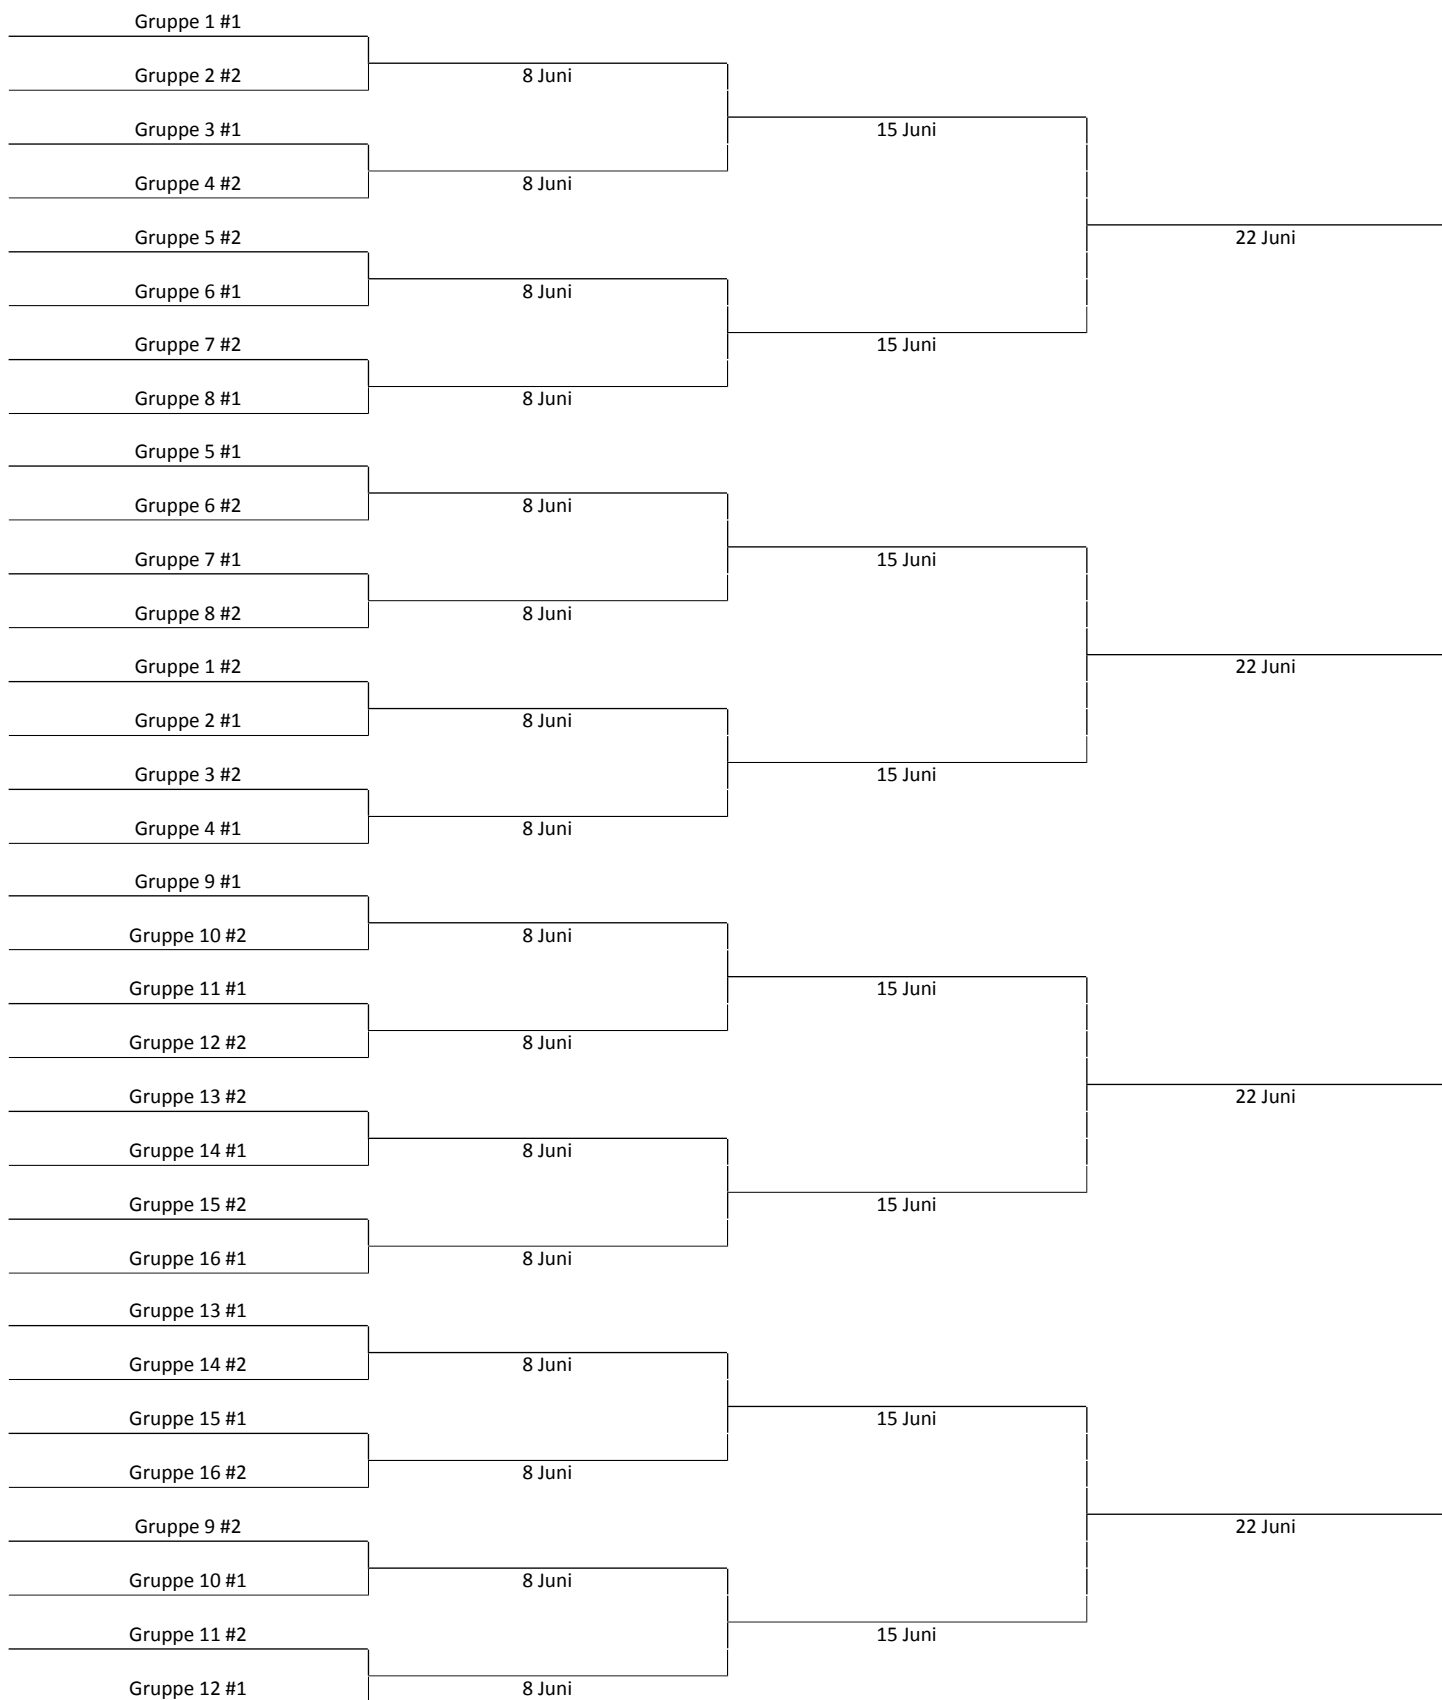 Gruppe 1 #1
Gruppe 2 #2
8 Juni
Gruppe 3 #1
15 Juni
Gruppe 4 #2
8 Juni
Gruppe 5 #2
22 Juni
Gruppe 6 #1
8 Juni
Gruppe 7 #2
15 Juni
Gruppe 8 #1
8 Juni
Gruppe 5 #1
Gruppe 6 #2
8 Juni
Gruppe 7 #1
15 Juni
Gruppe 8 #2
8 Juni
Gruppe 1 #2
22 Juni
Gruppe 2 #1
8 Juni
Gruppe 3 #2
15 Juni
Gruppe 4 #1
8 Juni
Gruppe 9 #1
Gruppe 10 #2
8 Juni
Gruppe 11 #1
15 Juni
Gruppe 12 #2
8 Juni
Gruppe 13 #2
22 Juni
Gruppe 14 #1
8 Juni
Gruppe 15 #2
15 Juni
Gruppe 16 #1
8 Juni
Gruppe 13 #1
Gruppe 14 #2
8 Juni
Gruppe 15 #1
15 Juni
Gruppe 16 #2
8 Juni
Gruppe 9 #2
22 Juni
Gruppe 10 #1
8 Juni
Gruppe 11 #2
15 Juni
Gruppe 12 #1
8 Juni